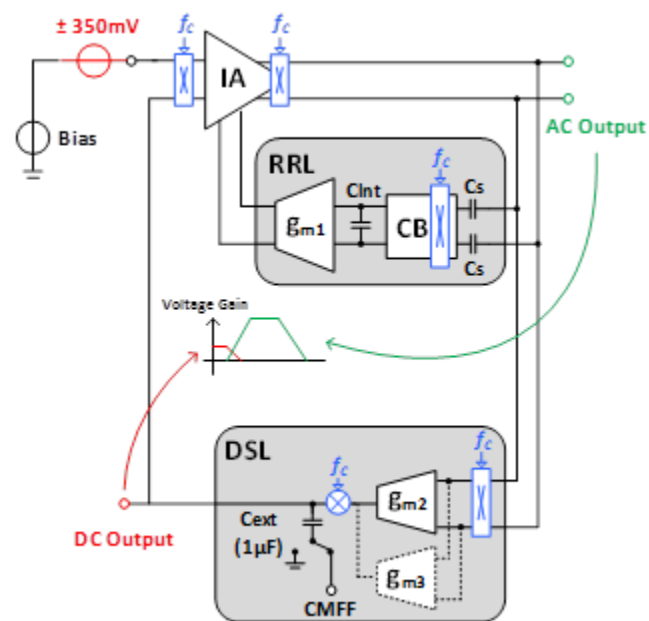 ± 350mV
fc
fc
IA
Bias
AC Output
RRL
fc
CInt
Cs
gm1
CB
Cs
Voltage Gain
DSL
fc
fc
gm2
Cext
(1µF)
DC Output
gm3
CMFF